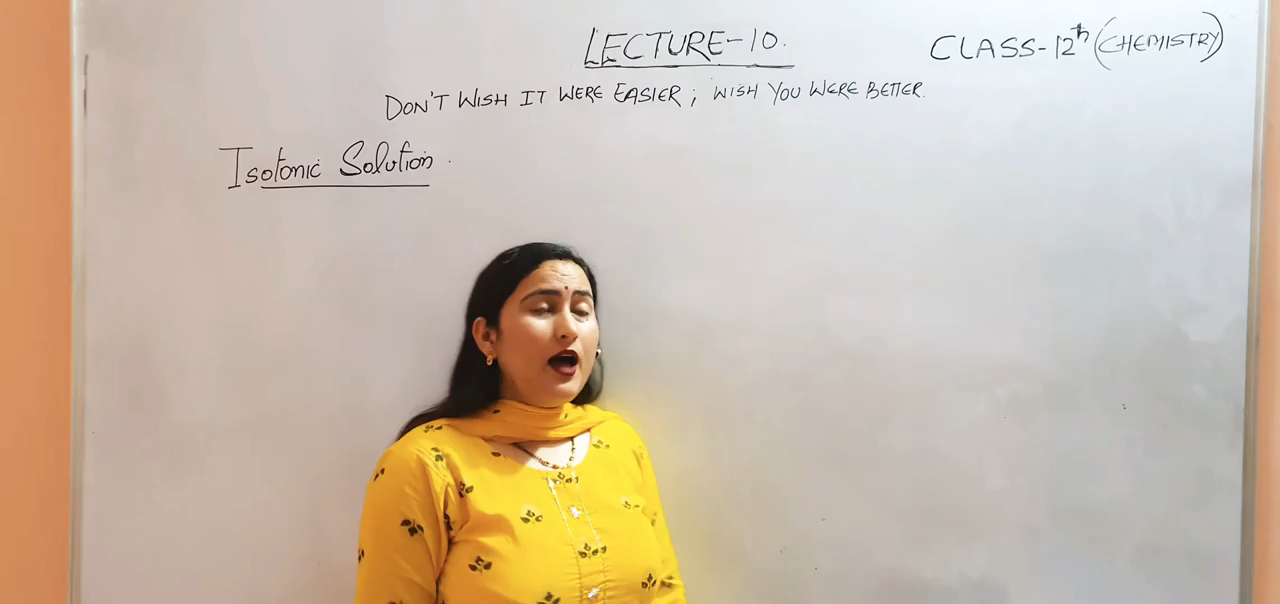 LECTURE-10.
CLASS-12th (CHEMISTRY)
DON'T WISH IT WERE EASIER; WISH YOU WERE BETTER.
Isotonic Solution.